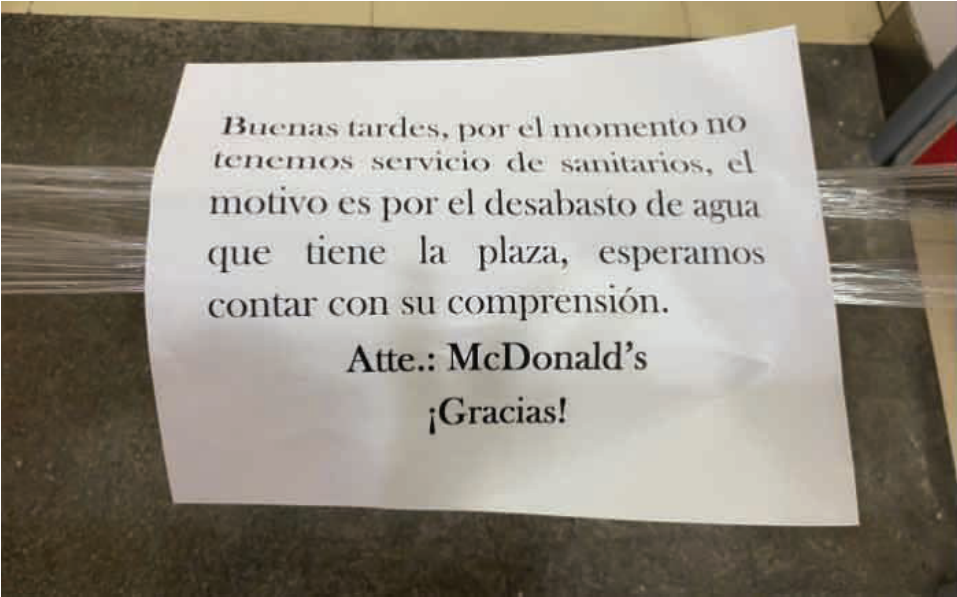 Buenas tardes, por el momento no
tenemos servicio de sanitarios, el
motivo es por el desabasto de agua
que tiene la plaza, esperamos
contar con su comprensión.
Atte.: McDonald's
¡Gracias!